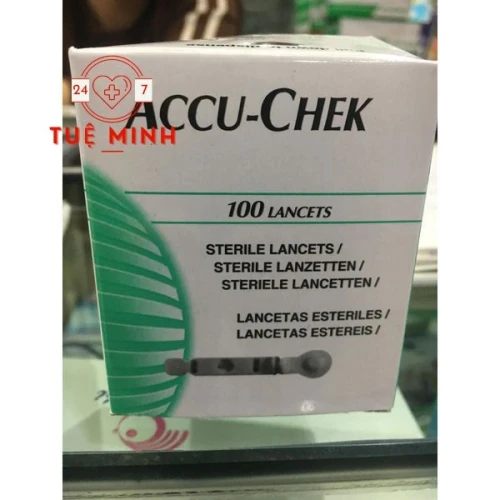 24 7
TUỆ MINH
ACCU-CHEK
100 LANCETS
STERILE LANCETS /
STERILE LANZETTEN /
STERIELE LANCETTEN /
LANCETAS ESTERILES /
LANCETAS ESTEREIS /